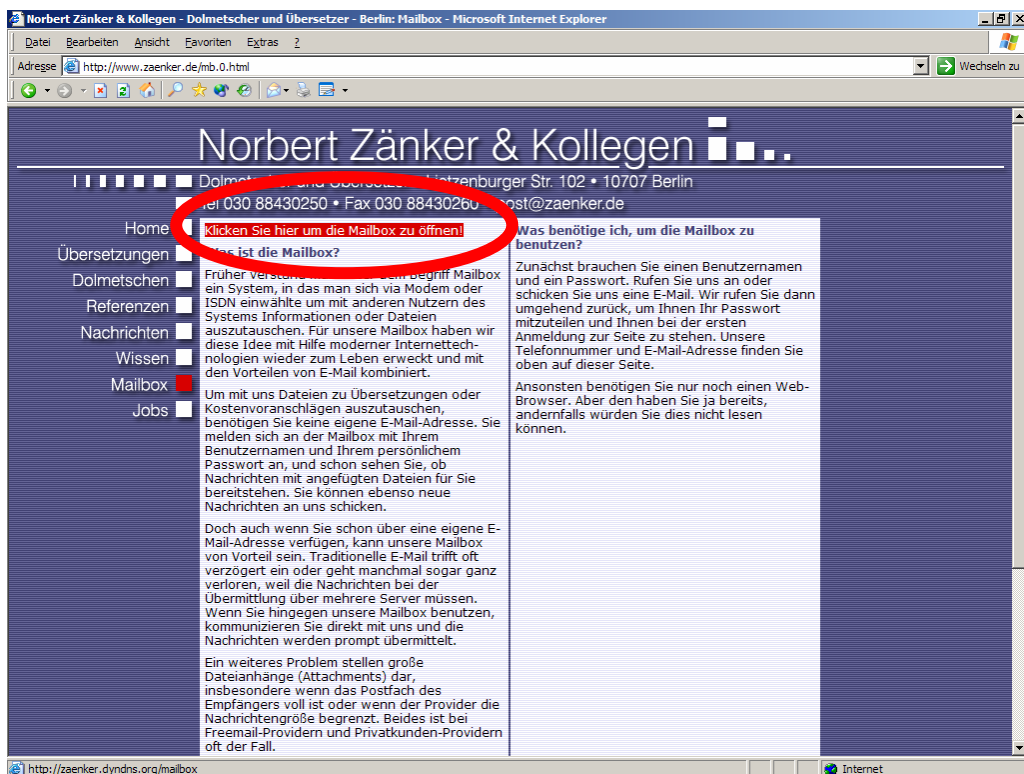 Norbert Zänker & Kollegen - Dolmetscher und Übersetzer - Berlin: Mailbox - Microsoft Internet Explorer
Datei Bearbeiten Ansicht Favoriten Extras ?
Adresse http://www.zaenker.de/mb.0.html Wechseln zu
Norbert Zänker & Kollegen
10707 Berlin
Str. 102 •
Tel 030 88430250 • Fax 030 88430260
Home
Übersetzungen
Dolmetschen
Referenzen
Nachrichten
Wissen
Mailbox
Jobs
Klicken Sie hier um die Mailbox zu öffnen!
Was ist die Mailbox?
Früher
Mailbox
ein System, in das man sich via Modem oder
ISDN einwählte um mit anderen Nutzern des
Systems Informationen oder Dateien
auszutauschen. Für unsere Mailbox haben wir
diese Idee mit Hilfe moderner Internettech-
nologien wieder zum Leben erweckt und mit
den Vorteilen von E-Mail kombiniert.
Um mit uns Dateien zu Übersetzungen oder
Kostenvoranschlägen auszutauschen,
benötigen Sie keine eigene E-Mail-Adresse. Sie
melden sich an der Mailbox mit Ihrem
Benutzernamen und Ihrem persönlichem
Passwort an, und schon sehen Sie, ob
Nachrichten mit angefügten Dateien für Sie
bereitstehen. Sie können ebenso neue
Nachrichten an uns schicken.
Doch auch wenn Sie schon über eine eigene E-
Mail-Adresse verfügen, kann unsere Mailbox
von Vorteil sein. Traditionelle E-Mail trifft oft
verzögert ein oder geht manchmal sogar ganz
verloren, weil die Nachrichten bei der
Übermittlung über mehrere Server müssen.
Wenn Sie hingegen unsere Mailbox benutzen,
kommunizieren Sie direkt mit uns und die
Nachrichten werden prompt übermittelt.
Ein weiteres Problem stellen große
Dateianhänge (Attachments) dar,
insbesondere wenn das Postfach des
Empfängers voll ist oder wenn der Provider die
Nachrichtengröße begrenzt. Beides ist bei
Freemail-Providern und Privatkunden-Providern
oft der Fall.
Was benötige ich, um die Mailbox zu
benutzen?
Zunächst brauchen Sie einen Benutzernamen
und ein Passwort. Rufen Sie uns an oder
schicken Sie uns eine E-Mail. Wir rufen Sie dann
umgehend zurück, um Ihnen Ihr Passwort
mitzuteilen und Ihnen bei der ersten
Anmeldung zur Seite zu stehen. Unsere
Telefonnummer und E-Mail-Adresse finden Sie
oben auf dieser Seite.
Ansonsten benötigen Sie nur noch einen Web-
Browser. Aber den haben Sie ja bereits,
andernfalls würden Sie dies nicht lesen
können.
http://zaenker.dyndns.org/mailbox
Internet